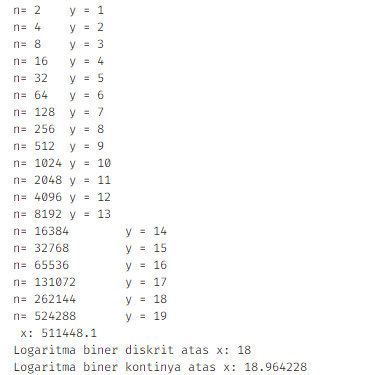 n= 2    y = 1
n= 4    y = 2
n= 8    y = 3
n= 16   y = 4
n= 32   y = 5
n= 64   y = 6
n= 128  y = 7
n= 256  y = 8
n= 512  y = 9
n= 1024 y = 10
n= 2048 y = 11
n= 4096 y = 12
n= 8192 y = 13
n= 16384        y = 14
n= 32768        y = 15
n= 65536        y = 16
n= 131072       y = 17
n= 262144       y = 18
n= 524288       y = 19
 x: 511448.1
Logaritma biner diskrit atas x: 18
Logaritma biner kontinya atas x: 18.964228